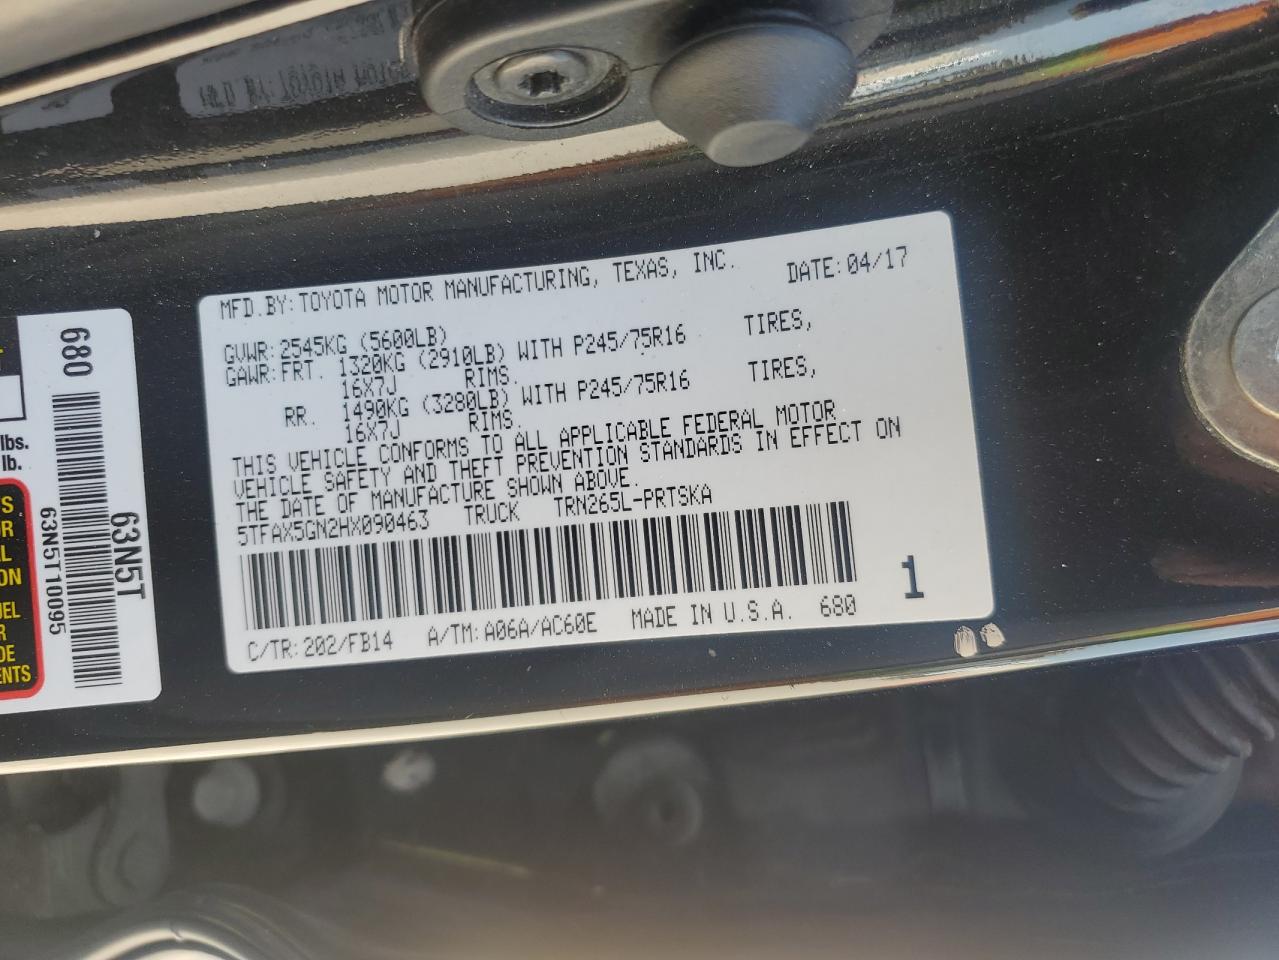 MFD.BY: TOYOTA MOTOR MANUFACTURING, TEXAS, INC. DATE: 04/17
GVWR: 2545KG (5600LB)
GAWR: FRT. 1320KG (2910LB) WITH P245/75R16 TIRES,
16X7J RIMS.
RR. 1490KG (3280LB) WITH P245/75R16 TIRES,
16X7J RIMS.
THIS VEHICLE CONFORMS TO ALL APPLICABLE FEDERAL MOTOR
VEHICLE SAFETY AND THEFT PREVENTION STANDARDS IN EFFECT ON
THE DATE OF MANUFACTURE SHOWN ABOVE.
5TFAX5GN2HX090463 TRUCK TRN265L-PRTSKA
C/TR: 202/FB14 A/TM: A06A/AC60E MADE IN U.S.A. 680
1
680
63N5T10095
63N5T
lbs.
lb.